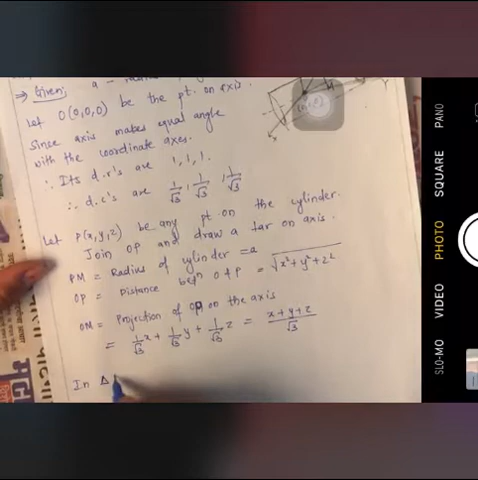 ⇒ Given: a - radius
Let O(0,0,0) be the pt. on axis.
Since axis makes equal angle
with the coordinate axes.
∴ Its d.r's are 1, 1, 1.
∴ d.c's are 1/√3, 1/√3, 1/√3
Let P(x,y,z) be any pt on the cylinder.
Join OP and draw a far on axis.
PM = Radius of cylinder = a
OP = Distance betn O & P = √x²+y²+z²
OM = Projection of OP on the axis
= 1/√3 x + 1/√3 y + 1/√3 z = x+y+z/√3
In Δ
SLO-MO VIDEO PHOTO SQUARE PANO